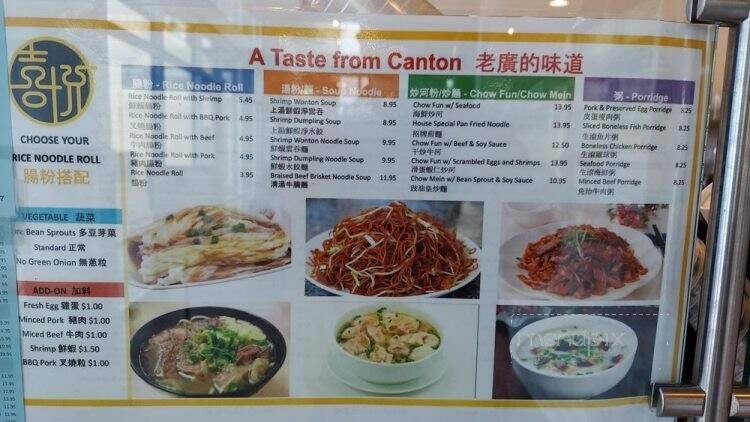 A Taste from Canton 老廣的味道
喜粉
CHOOSE YOUR
RICE NOODLE ROLL
腸粉搭配
VEGETABLE 蔬菜
Bean Sprouts 多豆芽菜
Standard 正常
No Green Onion 無蔥粒
ADD-ON 加料
Fresh Egg 雞蛋 $1.00
Minced Pork 豬肉 $1.00
Miced Beef 牛肉 $1.00
Shrimp 鮮蝦 $1.50
BBQ Pork 叉燒粒 $1.00
腸粉 - Rice Noodle Roll
Rice Noodle Roll with Shrimp 5.45
鮮蝦腸粉
Rice Noodle Roll with BBQ Pork 4.95
叉燒腸粉
Rice Noodle Roll with Beef 4.95
牛肉腸粉
Rice Noodle Roll with Pork 4.95
豬肉腸粉
Rice Noodle Roll 3.95
腸粉
湯粉/麵 - Soup Noodle
Shrimp Wonton Soup 8.95
上湯鮮蝦淨雲吞
Shrimp Dumpling Soup 8.95
上湯鮮蝦淨水餃
Shrimp Wonton Noodle Soup 9.95
鮮蝦雲吞麵
Shrimp Dumpling Noodle Soup 9.95
鮮蝦水餃麵
Braised Beef Brisket Noodle Soup 11.95
清湯牛腩麵
炒河粉/炒麵 - Chow Fun/Chow Mein
Chow Fun w/ Seafood 13.95
海鮮炒河
House Special Pan Fried Noodle 13.95
招牌煎麵
Chow Fun w/ Beef & Soy Sauce 12.50
干炒牛河
Chow Fun w/ Scrambled Eggs and Shrimps 13.95
滑蛋蝦仁炒河
Chow Mein w/ Bean Sprout & Soy Sauce 10.95
豉油皇炒麵
粥 - Porridge
Pork & Preserved Egg Porridge 8.25
皮蛋瘦肉粥
Sliced Boneless Fish Porridge 8.25
生滾魚片粥
Boneless Chicken Porridge 8.25
生滾雞球粥
Seafood Porridge 8.25
生滾海鮮粥
Minced Beef Porridge 8.25
免治牛肉粥
menupix